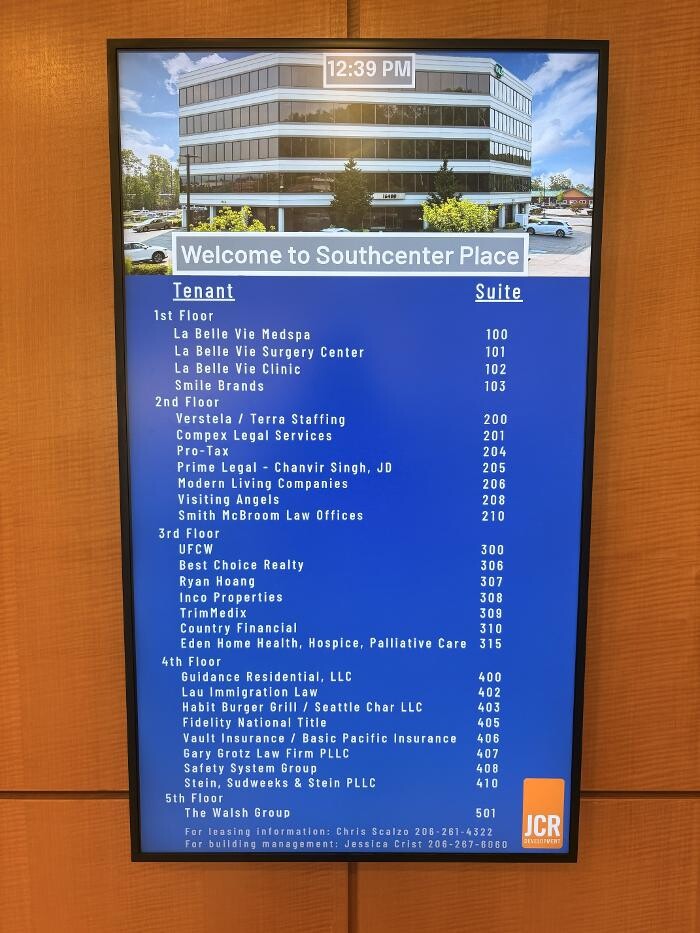 12:39 PM
Welcome to Southcenter Place
Tenant Suite
1st Floor
La Belle Vie Medspa 100
La Belle Vie Surgery Center 101
La Belle Vie Clinic 102
Smile Brands 103
2nd Floor
Verstela / Terra Staffing 200
Compex Legal Services 201
Pro-Tax 204
Prime Legal - Chanvir Singh, JD 205
Modern Living Companies 206
Visiting Angels 208
Smith McBroom Law Offices 210
3rd Floor
UFCW 300
Best Choice Realty 306
Ryan Hoang 307
Inco Properties 308
TrimMedix 309
Country Financial 310
Eden Home Health, Hospice, Palliative Care 315
4th Floor
Guidance Residential, LLC 400
Lau Immigration Law 402
Habit Burger Grill / Seattle Char LLC 403
Fidelity National Title 405
Vault Insurance / Basic Pacific Insurance 406
Gary Grotz Law Firm PLLC 407
Safety System Group 408
Stein, Sudweeks & Stein PLLC 410
5th Floor
The Walsh Group 501
For leasing information: Chris Scalzo 206-261-4322
For building management: Jessica Crist 206-267-6060
JCR
DEVELOPMENT